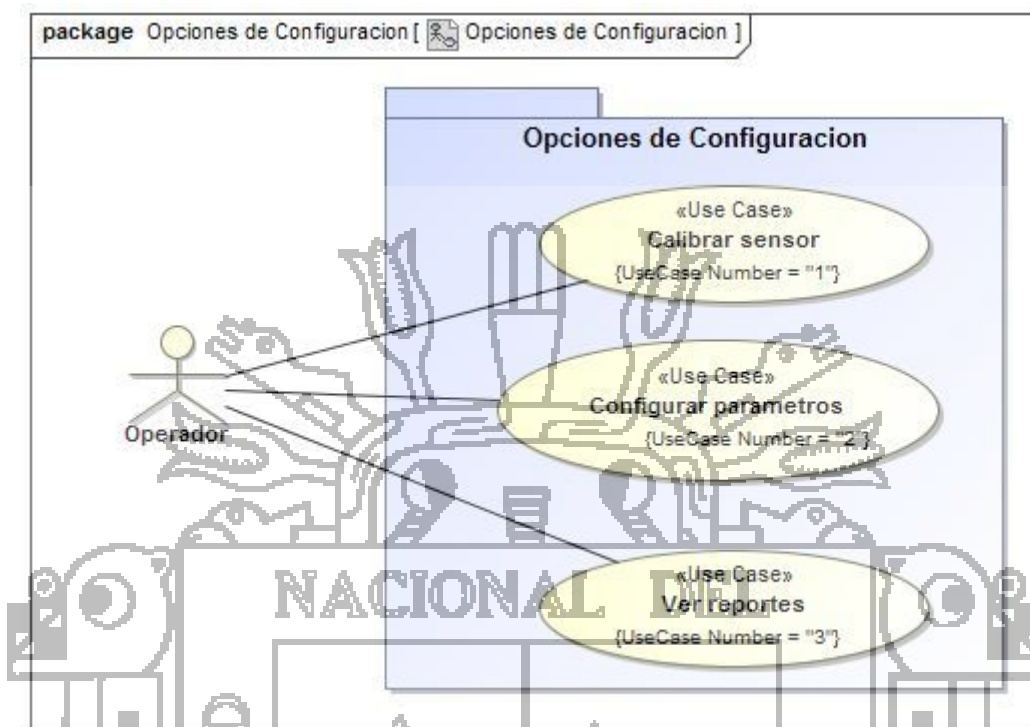 package Opciones de Configuracion [ Opciones de Configuracion ]
Opciones de Configuracion
«Use Case»
Calibrar sensor
{UseCase Number = "1"}
«Use Case»
Configurar parametros
{UseCase Number = "2"}
Operador
«Use Case»
Ver reportes
{UseCase Number = "3"}
NACIONAL DEL